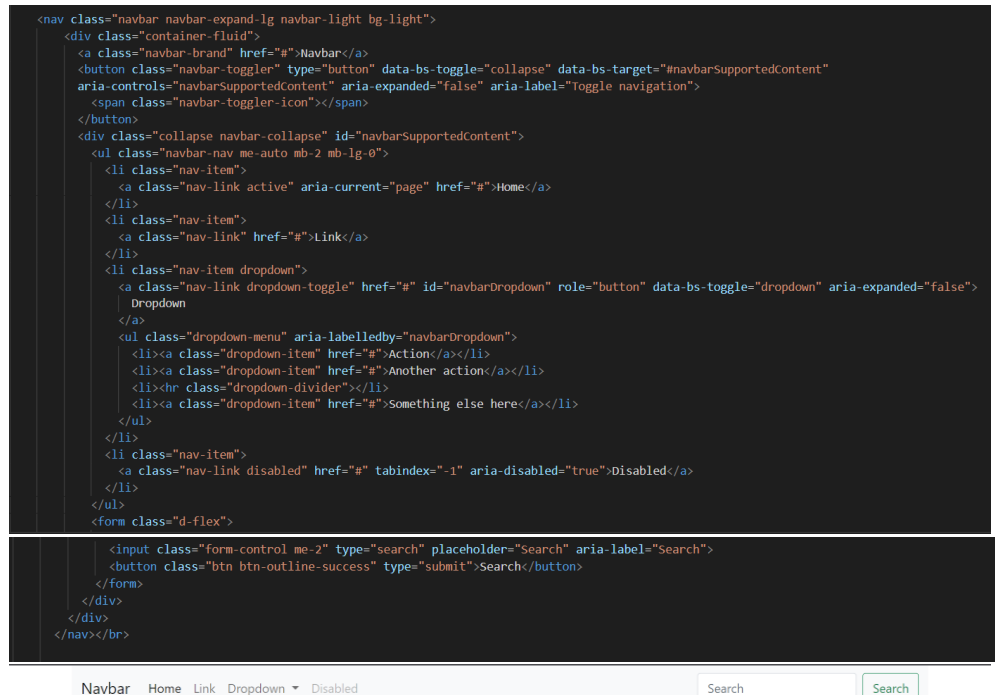 <nav class="navbar navbar-expand-lg navbar-light bg-light">
<div class="container-fluid">
<a class="navbar-brand" href="#">Navbar</a>
<button class="navbar-toggler" type="button" data-bs-toggle="collapse" data-bs-target="#navbarSupportedContent"
aria-controls="navbarSupportedContent" aria-expanded="false" aria-label="Toggle navigation">
<span class="navbar-toggler-icon"></span>
</button>
<div class="collapse navbar-collapse" id="navbarSupportedContent">
<ul class="navbar-nav me-auto mb-2 mb-lg-0">
<li class="nav-item">
<a class="nav-link active" aria-current="page" href="#">Home</a>
</li>
<li class="nav-item">
<a class="nav-link" href="#">Link</a>
</li>
<li class="nav-item dropdown">
<a class="nav-link dropdown-toggle" href="#" id="navbarDropdown" role="button" data-bs-toggle="dropdown" aria-expanded="false">
Dropdown
</a>
<ul class="dropdown-menu" aria-labelledby="navbarDropdown">
<li><a class="dropdown-item" href="#">Action</a></li>
<li><a class="dropdown-item" href="#">Another action</a></li>
<li><hr class="dropdown-divider"></li>
<li><a class="dropdown-item" href="#">Something else here</a></li>
</ul>
</li>
<li class="nav-item">
<a class="nav-link disabled" href="#" tabindex="-1" aria-disabled="true">Disabled</a>
</li>
</ul>
<form class="d-flex">
<input class="form-control me-2" type="search" placeholder="Search" aria-label="Search">
<button class="btn btn-outline-success" type="submit">Search</button>
</form>
</div>
</div>
</nav></br>
Navbar Home Link Dropdown Disabled Search Search